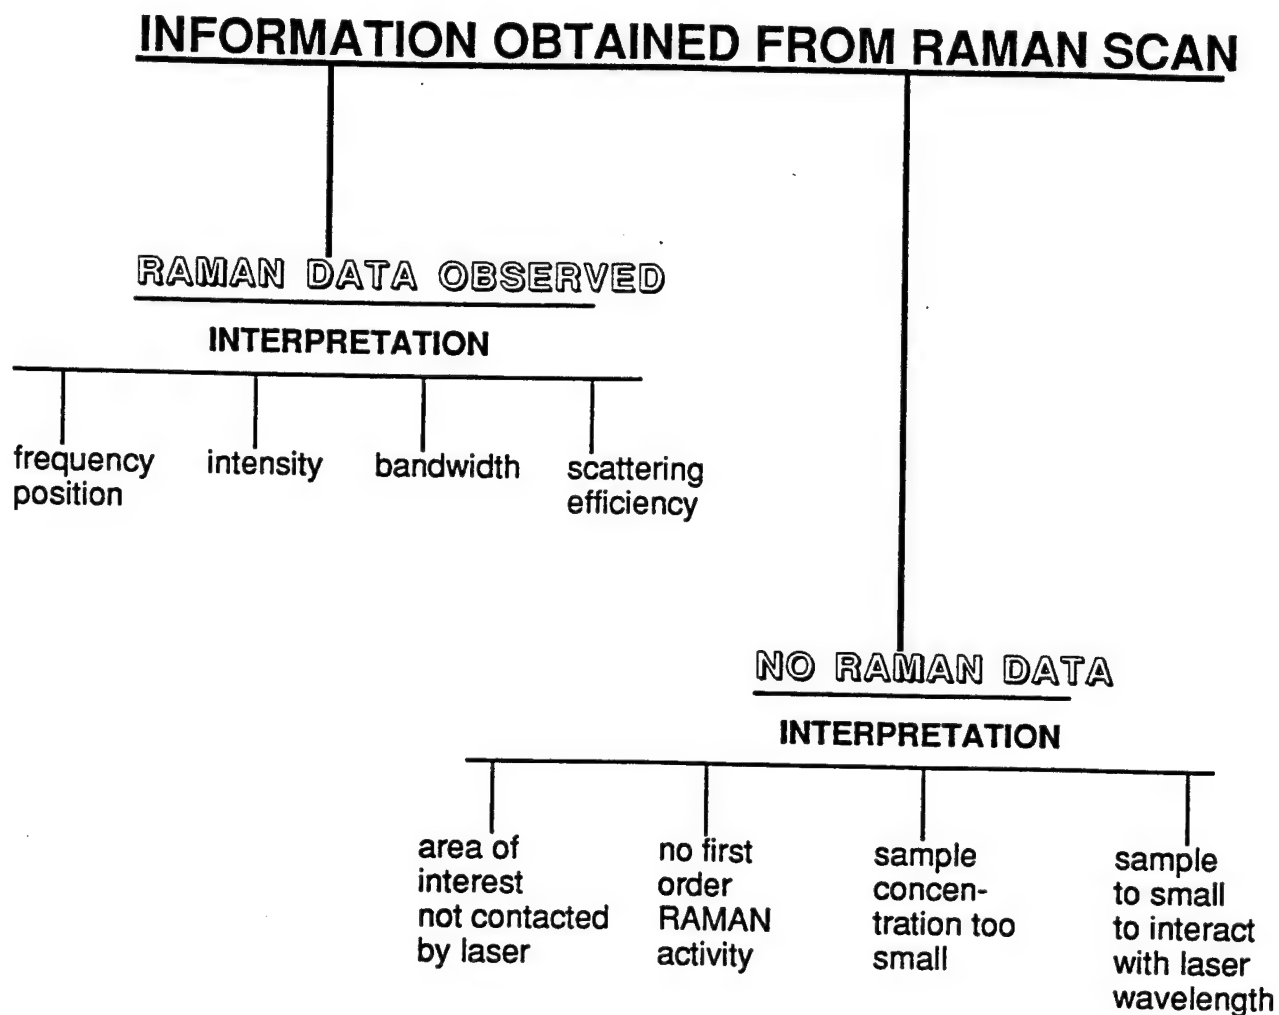 INFORMATION OBTAINED FROM RAMAN SCAN
RAMAN DATA OBSERVED
INTERPRETATION
frequency
position
intensity
bandwidth
scattering
efficiency
NO RAMAN DATA
INTERPRETATION
area of
interest
not contacted
by laser
no first
order
RAMAN
activity
sample
concen-
tration too
small
sample
to small
to interact
with laser
wavelength